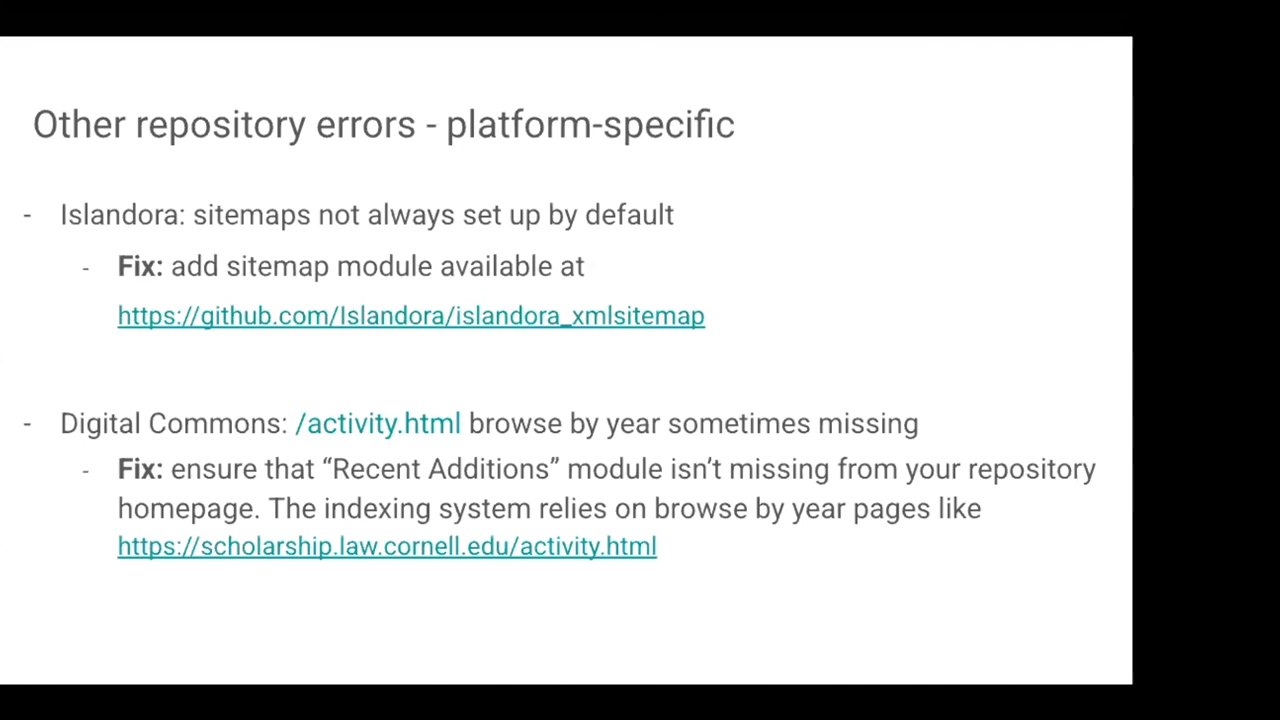 Other repository errors - platform-specific
- Islandora: sitemaps not always set up by default
- Fix: add sitemap module available at
https://github.com/Islandora/islandora_xmlsitemap
- Digital Commons: /activity.html browse by year sometimes missing
- Fix: ensure that “Recent Additions” module isn’t missing from your repository
homepage. The indexing system relies on browse by year pages like
https://scholarship.law.cornell.edu/activity.html